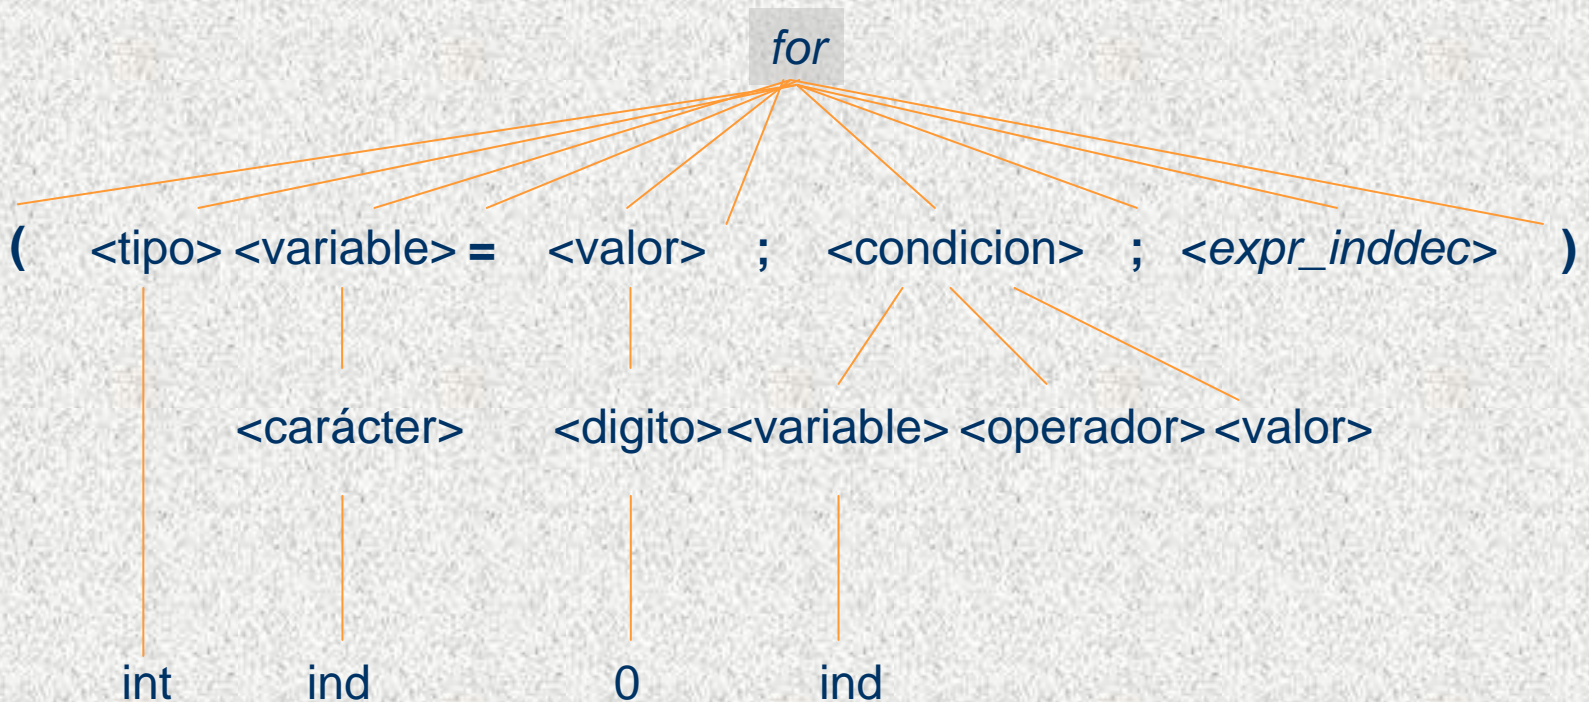 for
( <tipo> <variable> = <valor> ; <condicion> ; <expr_inddec> )
<carácter> <digito> <variable> <operador> <valor>
int ind 0 ind